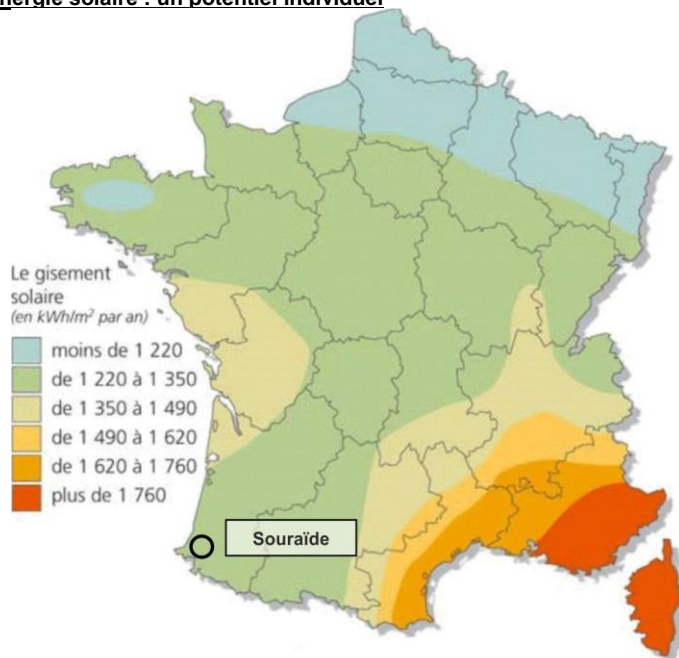 nergie solaire : un potentiel individuel
Le gisement
solaire
(en kWh/m² par an)
moins de 1 220
de 1 220 à 1 350
de 1 350 à 1 490
de 1 490 à 1 620
de 1 620 à 1 760
plus de 1 760
Souraïde